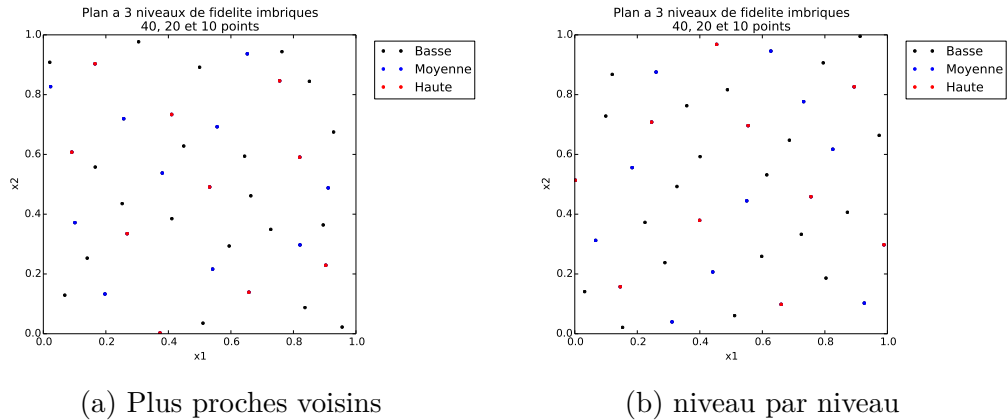 Plan a 3 niveaux de fidelite imbriques
40, 20 et 10 points
1.0
0.8
0.6
0.4
0.2
0.0
x2
0.0 0.2 0.4 0.6 0.8 1.0
x1
Basse
Moyenne
Haute
(a) Plus proches voisins
Plan a 3 niveaux de fidelite imbriques
40, 20 et 10 points
1.0
0.8
0.6
0.4
0.2
0.0
x2
0.0 0.2 0.4 0.6 0.8 1.0
x1
Basse
Moyenne
Haute
(b) niveau par niveau